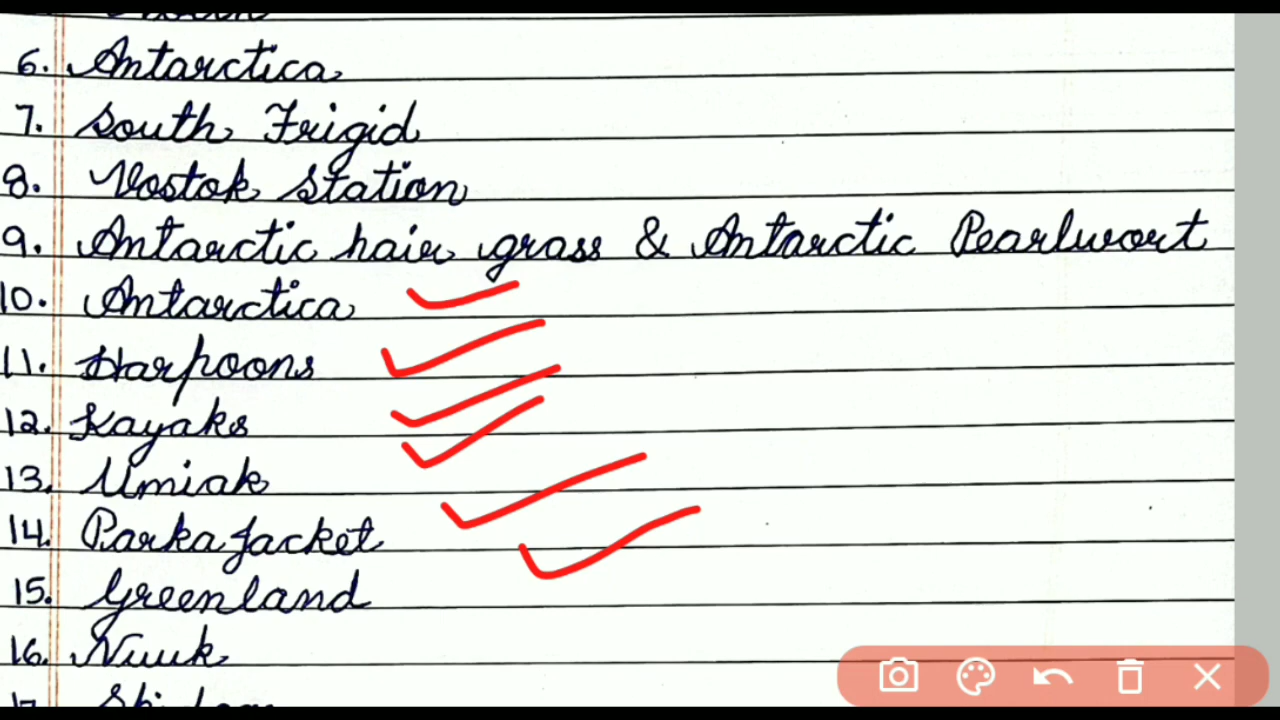 6. Antarctica
7. South Frigid
8. Vostok Station
9. Antarctic hair grass & Antarctic Pearlwort
10. Antarctica
11. Harpoons
12. Kayaks
13. Umiak
14. Parka Jacket
15. Greenland
16. Nuuk
17.